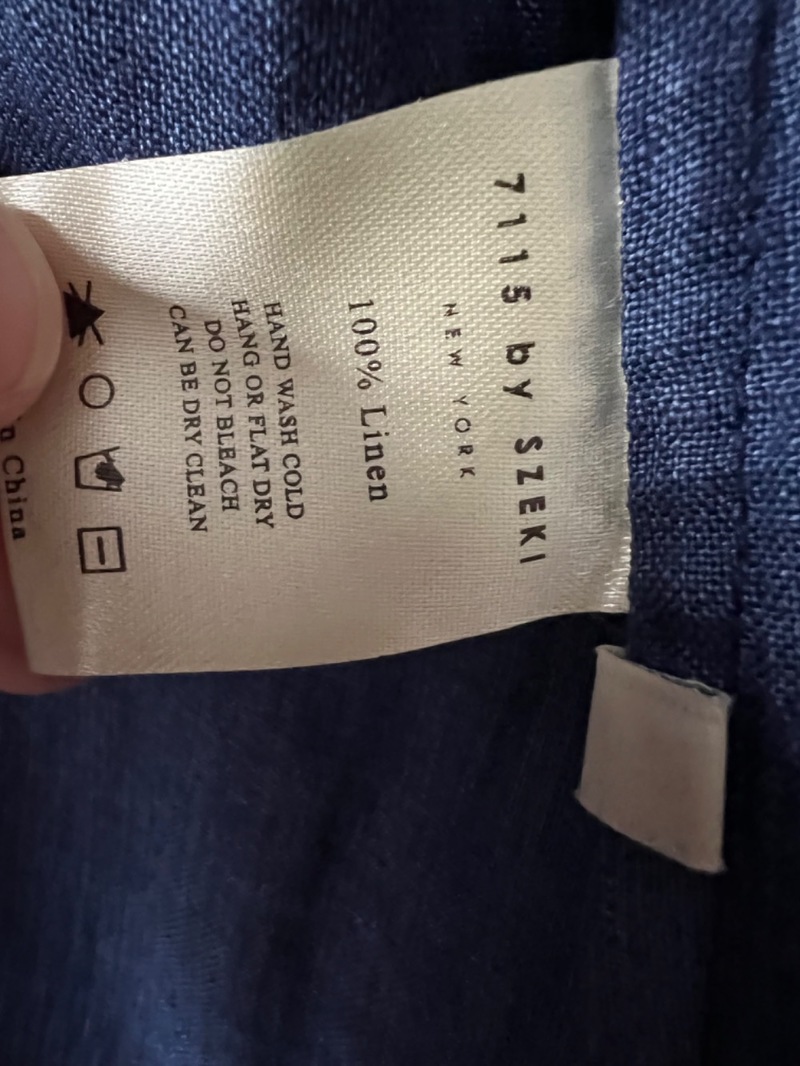 7115 by SZEKI
NEW YORK
100% Linen
HAND WASH COLD
HANG OR FLAT DRY
DO NOT BLEACH
CAN BE DRY CLEAN
China